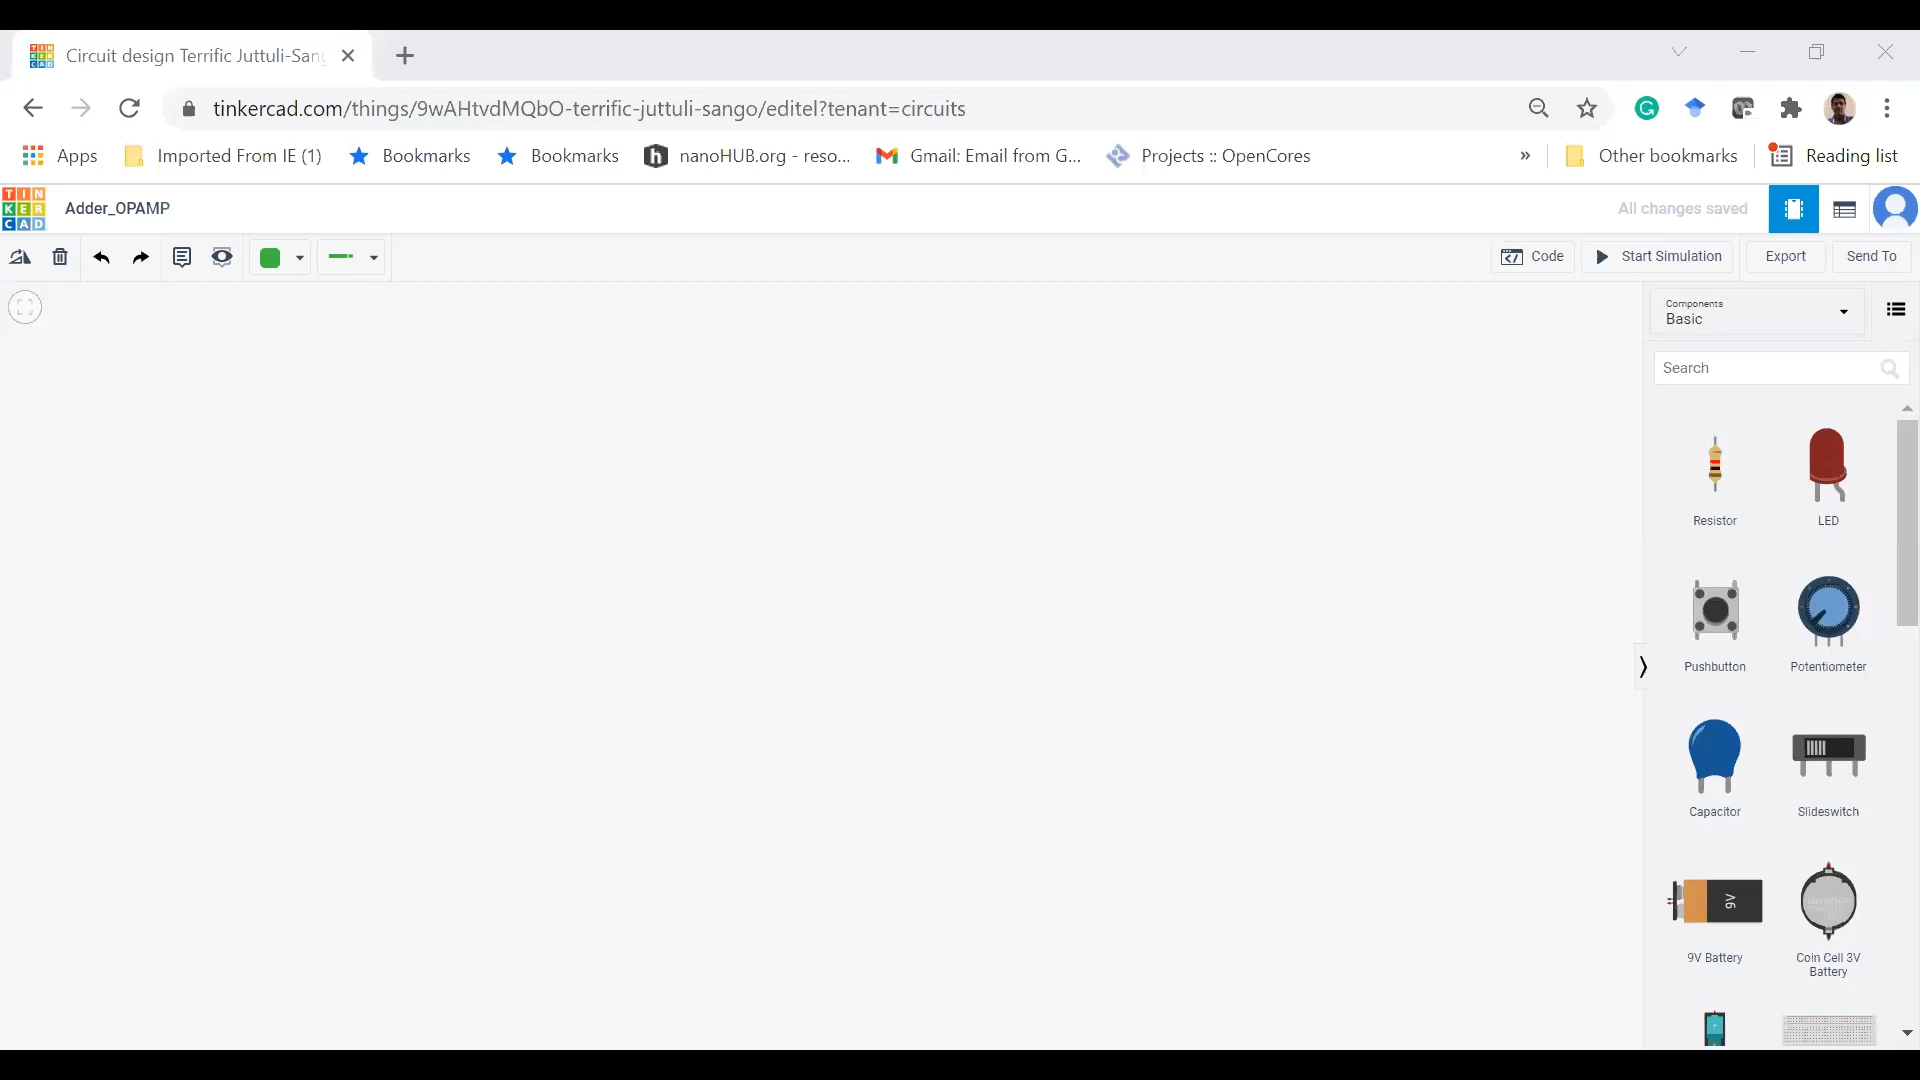 Circuit design Terrific Juttuli-Sang
tinkercad.com/things/9wAHtvdMQbO-terrific-juttuli-sango/editel?tenant=circuits
Apps
Imported From IE (1)
Bookmarks
Bookmarks
nanoHUB.org - reso...
Gmail: Email from G...
Projects :: OpenCores
»
Other bookmarks
Reading list
TIN
KER
CAD
Adder_OPAMP
All changes saved
Code
Start Simulation
Export
Send To
Components
Basic
Search
Resistor
LED
Pushbutton
Potentiometer
Capacitor
Slideswitch
9V
9V Battery
Coin Cell 3V
Battery